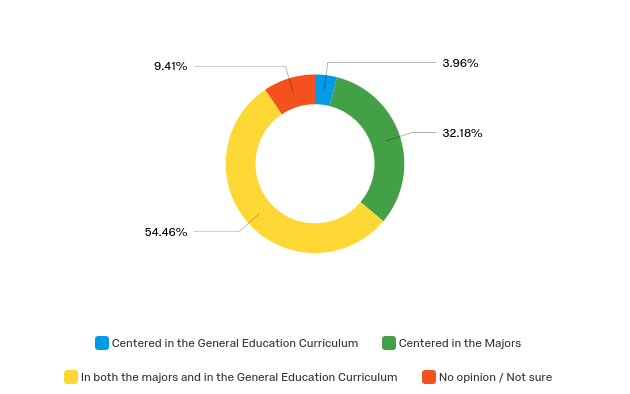 9.41%
3.96%
32.18%
54.46%
Centered in the General Education Curriculum
Centered in the Majors
In both the majors and in the General Education Curriculum
No opinion / Not sure